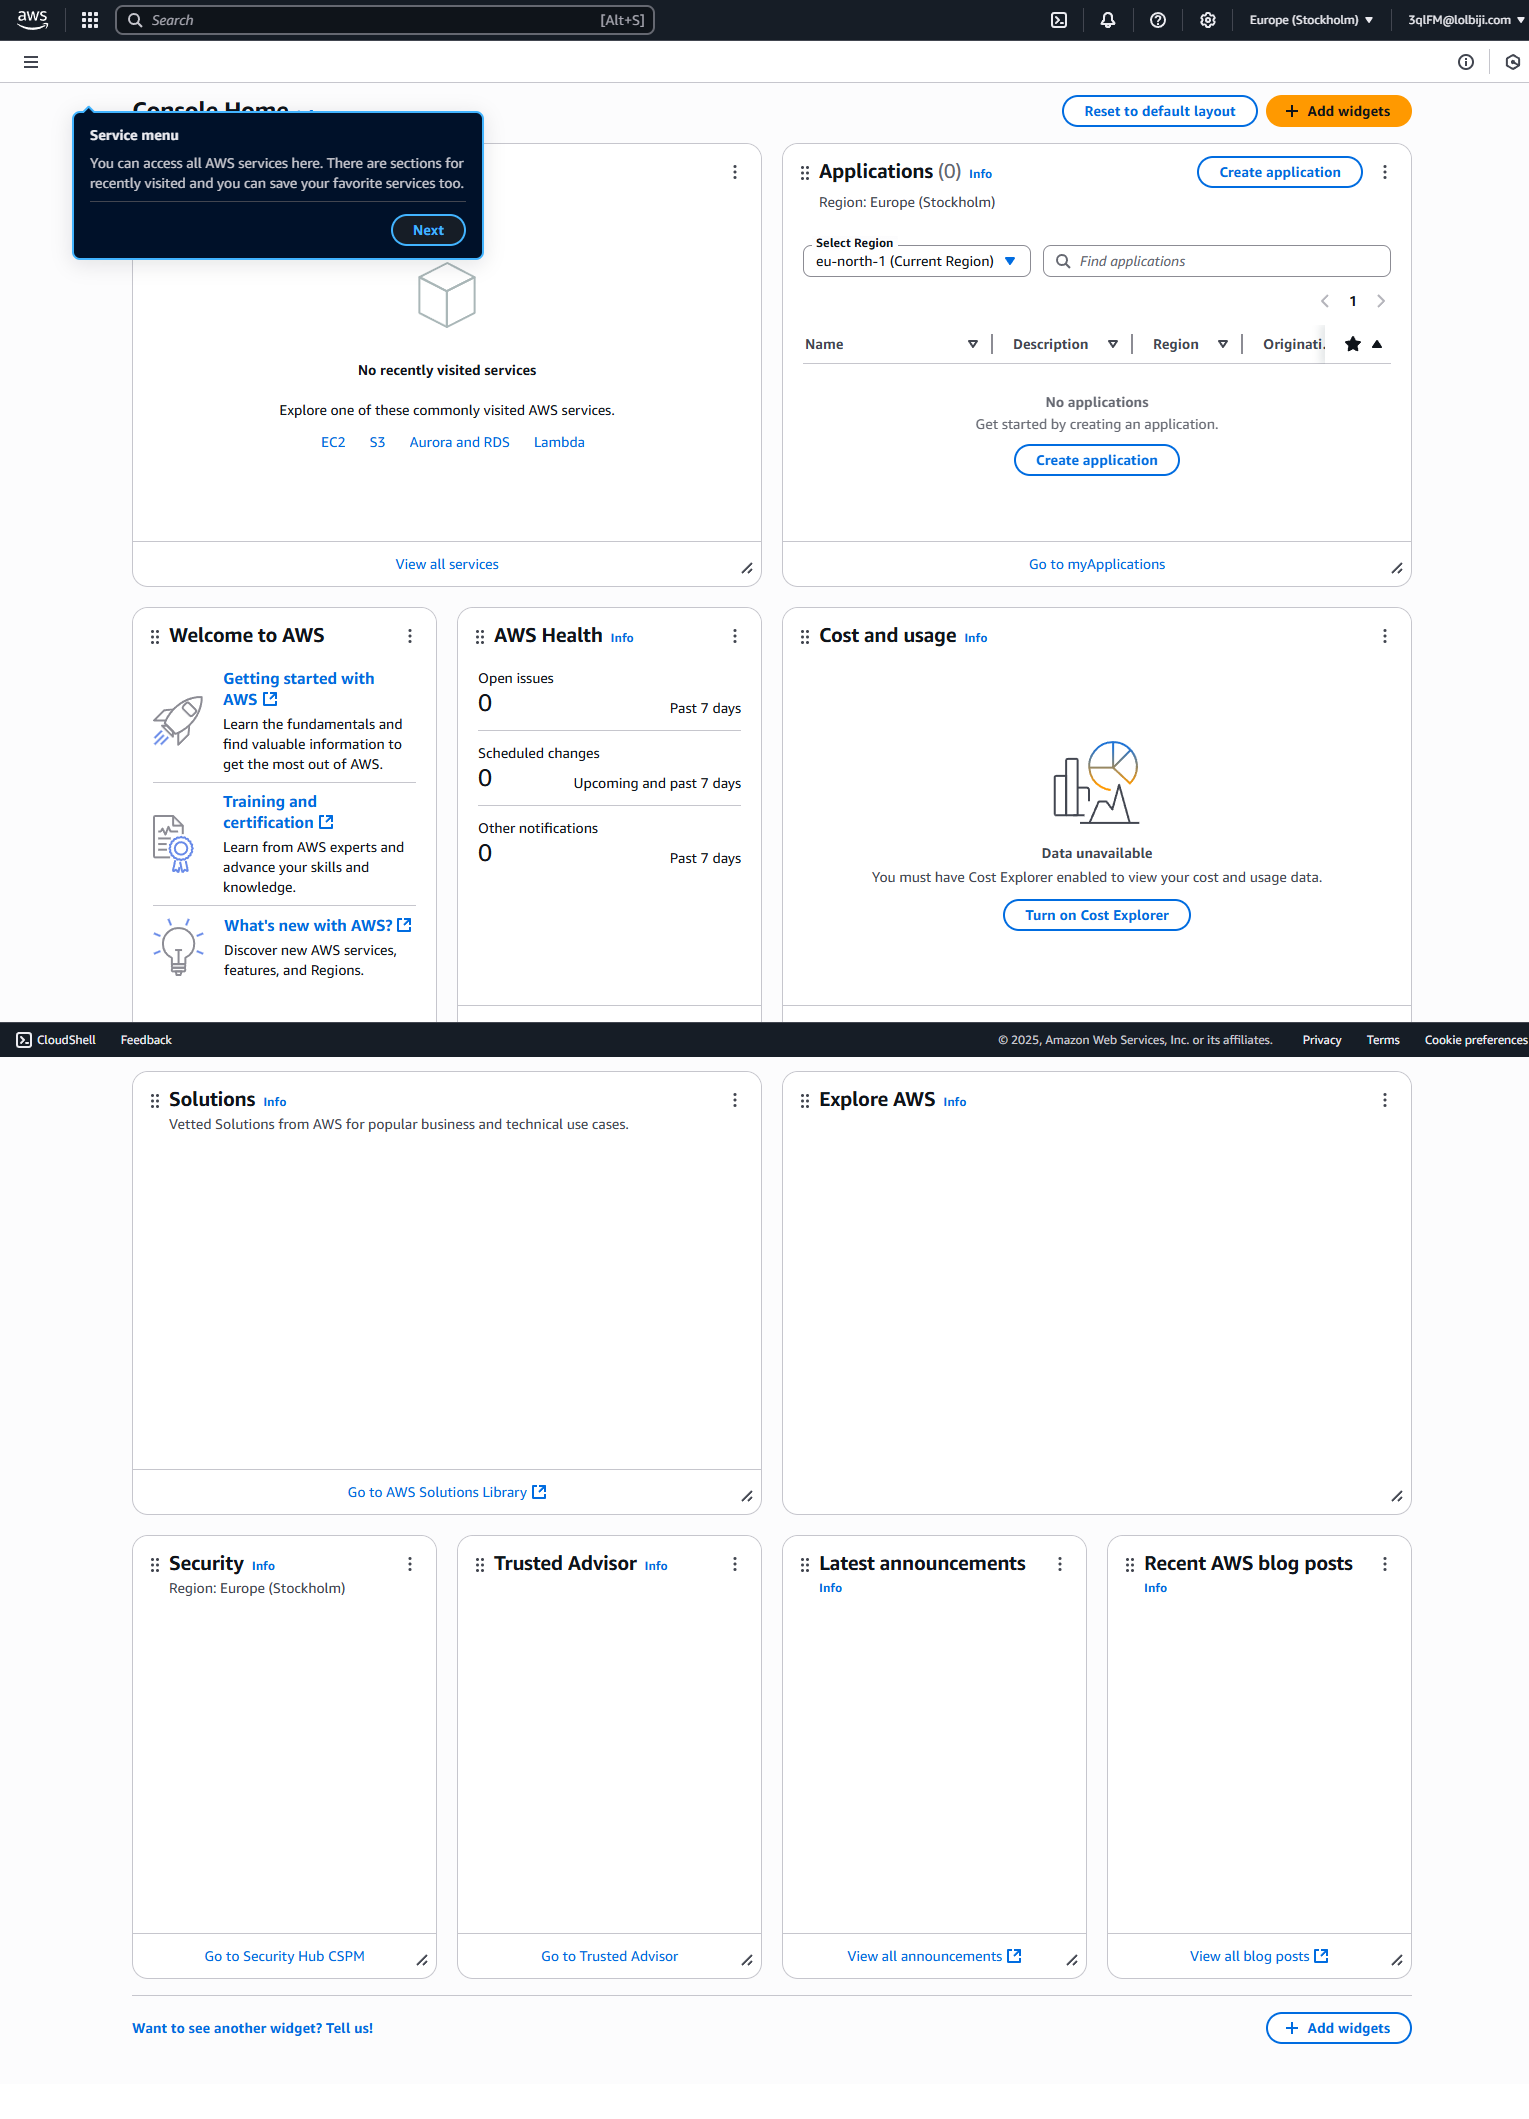 aws
Search
[Alt+S]
Europe (Stockholm)
3qlFM@lolbiji.com
Console Home
Reset to default layout
Add widgets
Service menu
You can access all AWS services here. There are sections for
recently visited and you can save your favorite services too.
Next
No recently visited services
Explore one of these commonly visited AWS services.
EC2 S3 Aurora and RDS Lambda
View all services
Applications (0) Info
Create application
Region: Europe (Stockholm)
Select Region
eu-north-1 (Current Region)
Find applications
1
Name Description Region Originati.
No applications
Get started by creating an application.
Create application
Go to myApplications
Welcome to AWS
Getting started with
AWS
Learn the fundamentals and
find valuable information to
get the most out of AWS.
Training and
certification
Learn from AWS experts and
advance your skills and
knowledge.
What's new with AWS?
Discover new AWS services,
features, and Regions.
AWS Health Info
Open issues
0
Past 7 days
Scheduled changes
0
Upcoming and past 7 days
Other notifications
0
Past 7 days
Cost and usage Info
Data unavailable
You must have Cost Explorer enabled to view your cost and usage data.
Turn on Cost Explorer
CloudShell
Feedback
© 2025, Amazon Web Services, Inc. or its affiliates.
Privacy
Terms
Cookie preferences
Solutions Info
Vetted Solutions from AWS for popular business and technical use cases.
Go to AWS Solutions Library
Explore AWS Info
Security Info
Region: Europe (Stockholm)
Go to Security Hub CSPM
Trusted Advisor Info
Go to Trusted Advisor
Latest announcements
Info
View all announcements
Recent AWS blog posts
Info
View all blog posts
Want to see another widget? Tell us!
Add widgets